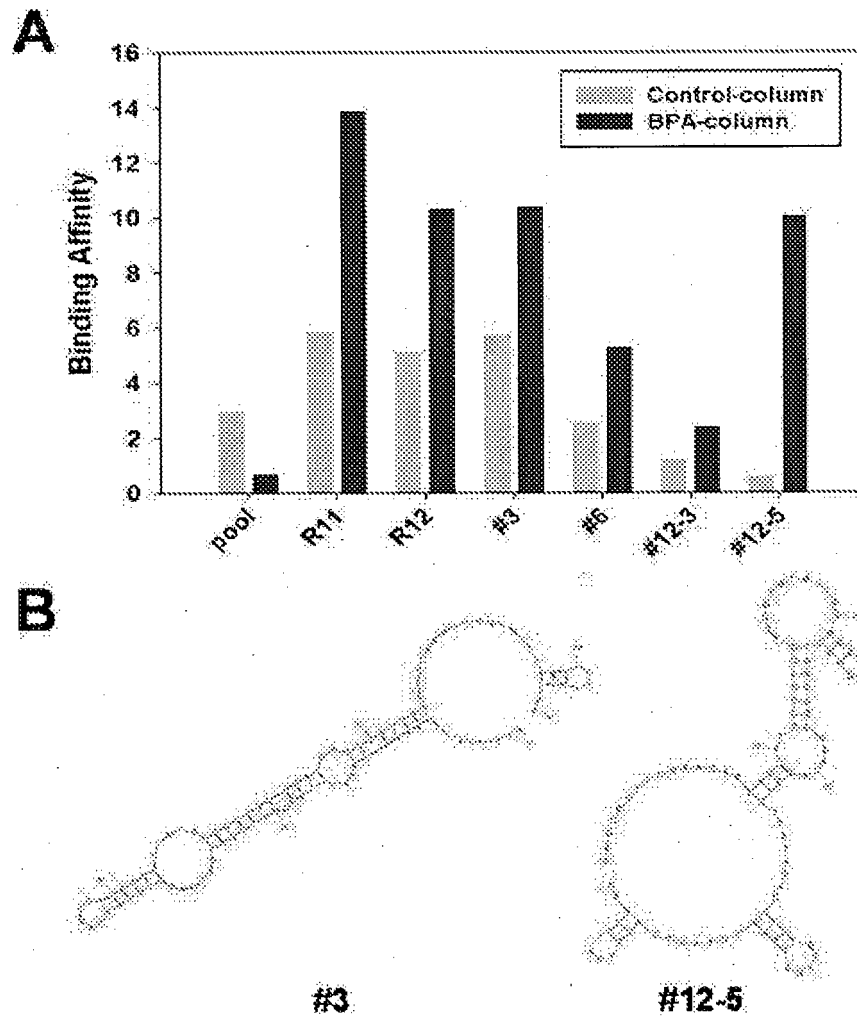 A
16
14
12
10
8
6
4
2
0
Binding Affinity
Control-column
BPA-column
pool
R11
R12
#3
#6
#12-3
#12-5
B
#3
#12-5